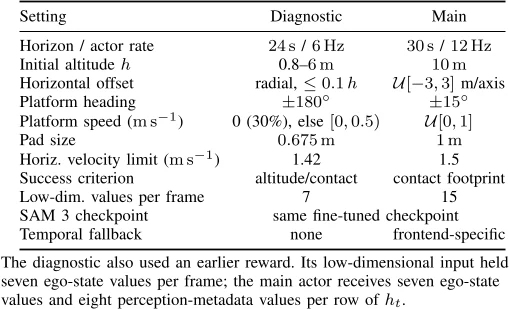 Setting Diagnostic Main
Horizon / actor rate 24 s / 6 Hz 30 s / 12 Hz
Initial altitude h 0.8–6 m 10 m
Horizontal offset radial, ≤ 0.1 h U[−3, 3] m/axis
Platform heading ±180° ±15°
Platform speed (m s⁻¹) 0 (30%), else [0, 0.5) U[0, 1]
Pad size 0.675 m 1 m
Horiz. velocity limit (m s⁻¹) 1.42 1.5
Success criterion altitude/contact contact footprint
Low-dim. values per frame 7 15
SAM 3 checkpoint same fine-tuned checkpoint
Temporal fallback none frontend-specific
The diagnostic also used an earlier reward. Its low-dimensional input held
seven ego-state values per frame; the main actor receives seven ego-state
values and eight perception-metadata values per row of hₜ.